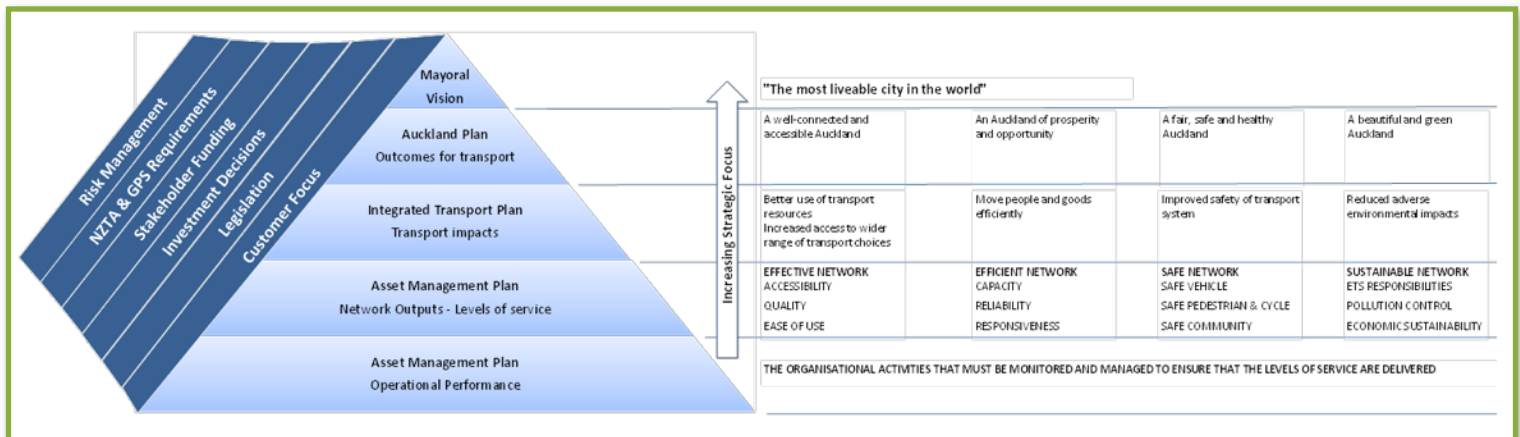 Risk Management
NZTA & GPS Requirements
Stakeholder Funding
Investment Decisions
Legislation
Customer Focus
Mayoral
Vision
Auckland Plan
Outcomes for transport
Integrated Transport Plan
Transport impacts
Asset Management Plan
Network Outputs - Levels of service
Asset Management Plan
Operational Performance
Increasing Strategic Focus
"The most liveable city in the world"
A well-connected and
accessible Auckland
An Auckland of prosperity
and opportunity
A fair, safe and healthy
Auckland
A beautiful and green
Auckland
Better use of transport
resources
Increased access to wider
range of transport choices
Move people and goods
efficiently
Improved safety of transport
system
Reduced adverse
environmental impacts
EFFECTIVE NETWORK
ACCESSIBILITY
QUALITY
EASE OF USE
EFFICIENT NETWORK
CAPACITY
RELIABILITY
RESPONSIVENESS
SAFE NETWORK
SAFE VEHICLE
SAFE PEDESTRIAN & CYCLE
SAFE COMMUNITY
SUSTAINABLE NETWORK
ETS RESPONSIBILITIES
POLLUTION CONTROL
ECONOMIC SUSTAINABILITY
THE ORGANISATIONAL ACTIVITIES THAT MUST BE MONITORED AND MANAGED TO ENSURE THAT THE LEVELS OF SERVICE ARE DELIVERED